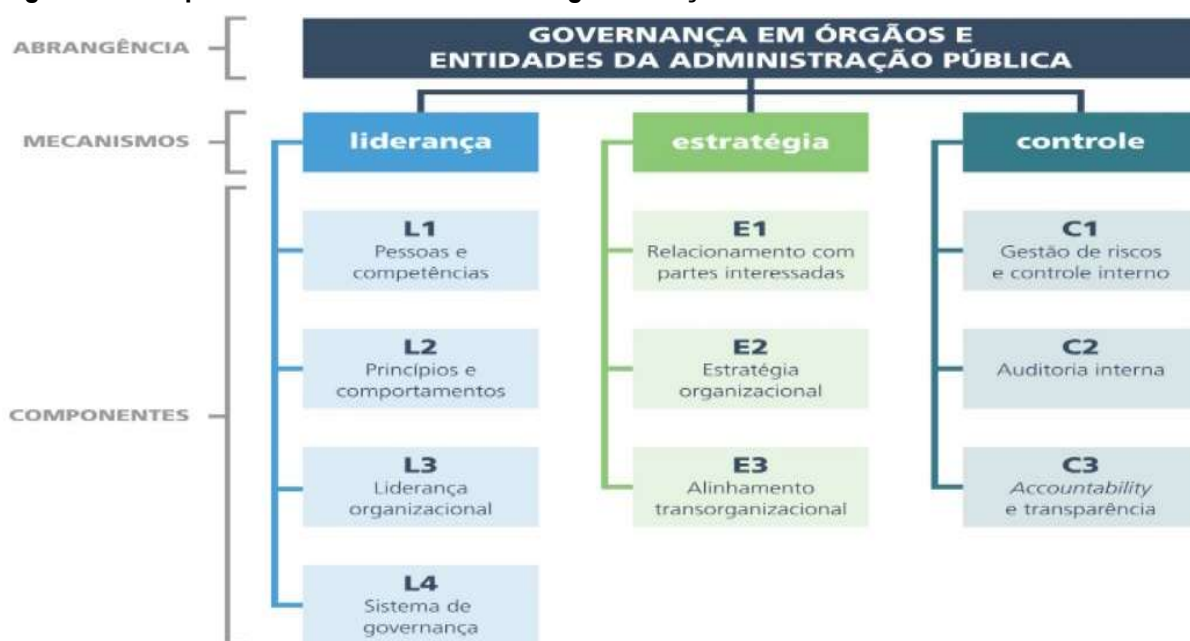 ABRANGÊNCIA
GOVERNANÇA EM ÓRGÃOS E
ENTIDADES DA ADMINISTRAÇÃO PÚBLICA
MECANISMOS
liderança
estratégia
controle
COMPONENTES
L1
Pessoas e
competências
E1
Relacionamento com
partes interessadas
C1
Gestão de riscos
e controle interno
L2
Princípios e
comportamentos
E2
Estratégia
organizacional
C2
Auditoria interna
L3
Liderança
organizacional
E3
Alinhamento
transorganizacional
C3
Accountability
e transparência
L4
Sistema de
governança